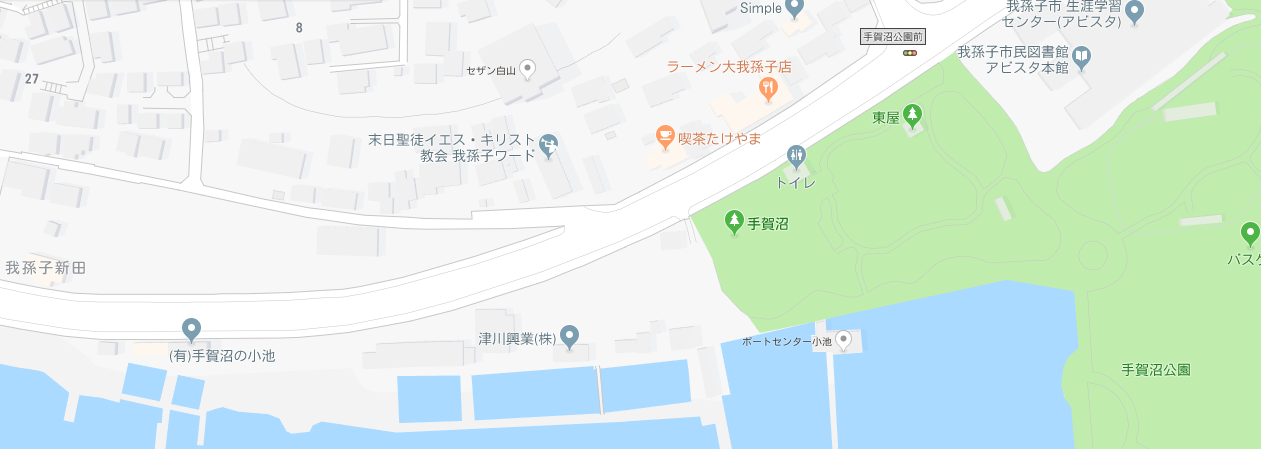 Simple
我孫子市 生涯学習
センター(アビスタ)
8
手賀沼公園前
我孫子市民図書館
アビスタ本館
ラーメン大我孫子店
27
セザン白山
東屋
末日聖徒イエス・キリスト
教会 我孫子ワード
喫茶たけやま
トイレ
手賀沼
バスケ
我孫子新田
津川興業(株)
ボートセンター小池
(有)手賀沼の小池
手賀沼公園